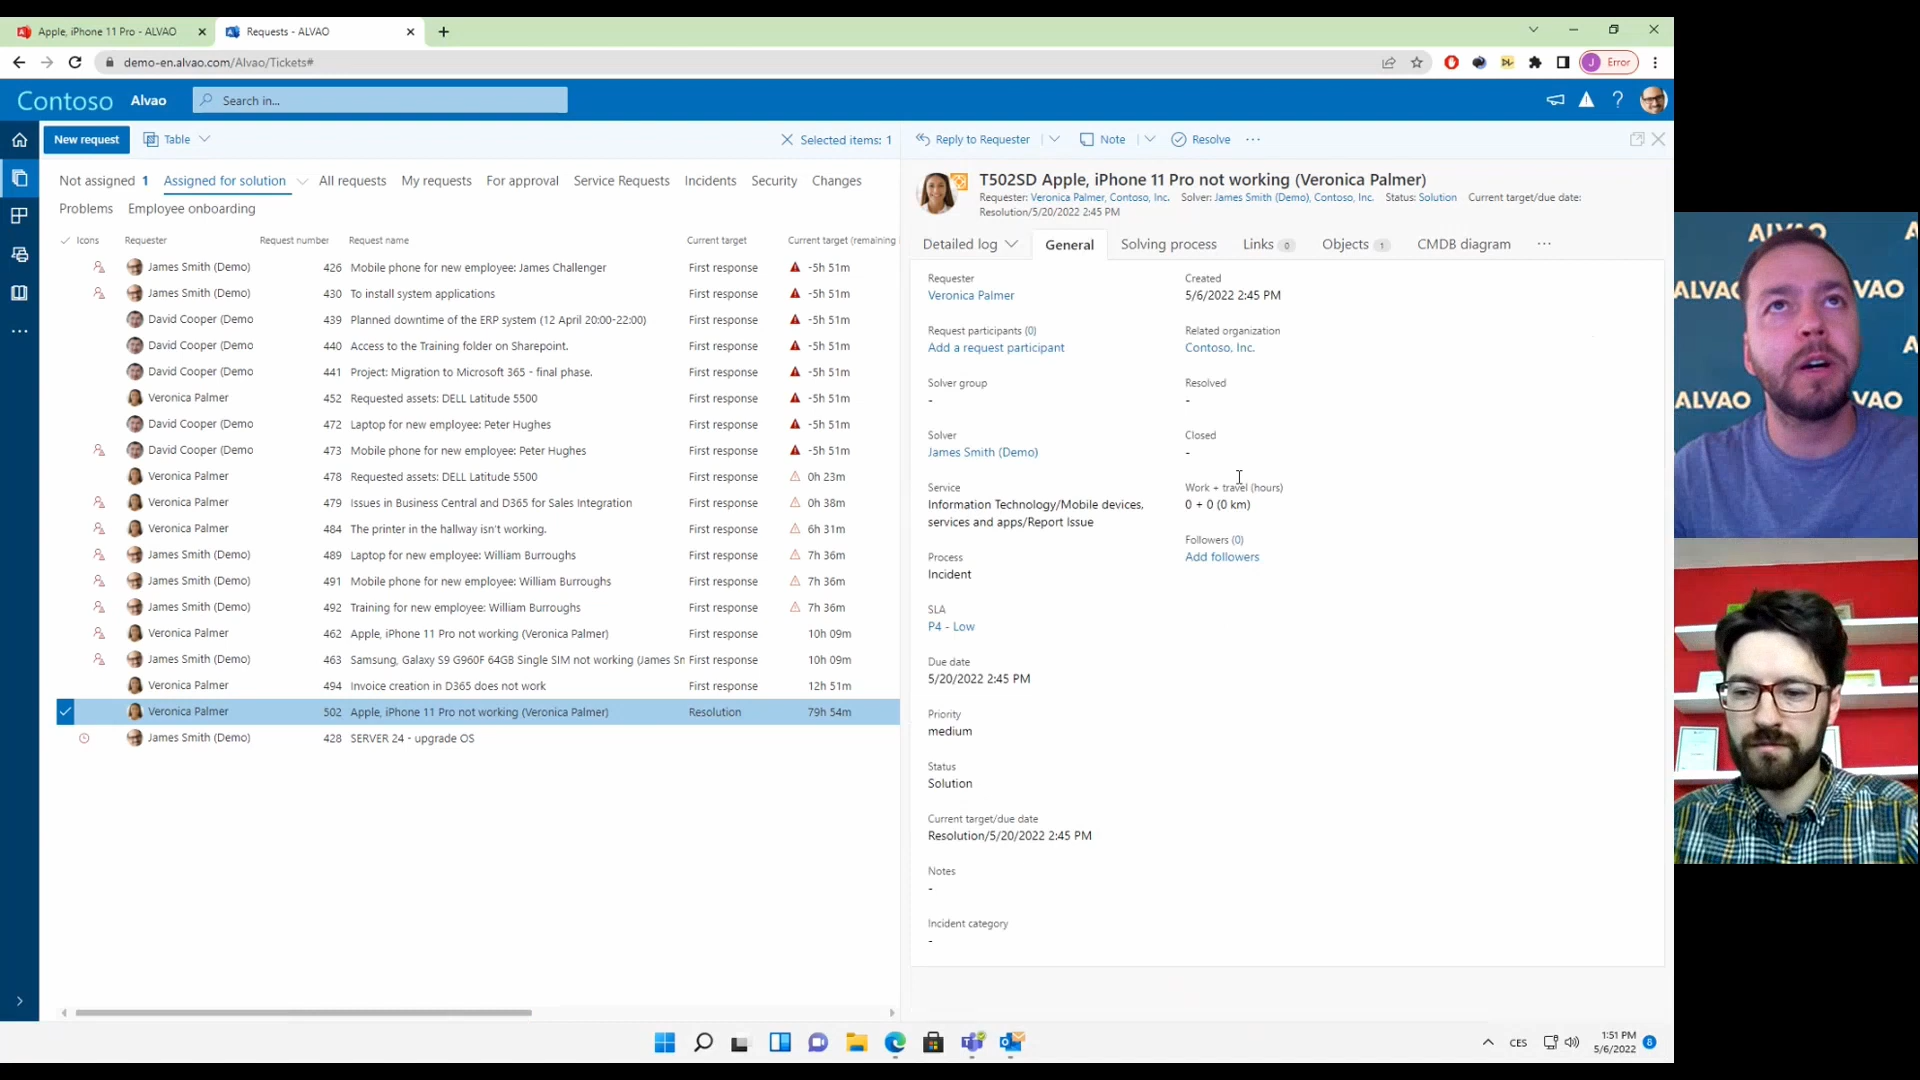 Apple, iPhone 11 Pro - ALVAO
Requests - ALVAO
demo-en.alvao.com/Alvao/Tickets#
J Error
Contoso Alvao Search in...
New request Table Selected items: 1
Not assigned 1 Assigned for solution All requests My requests For approval Service Requests Incidents Security Changes
Problems Employee onboarding
Icons Requester Request number Request name Current target Current target (remaining
James Smith (Demo) 426 Mobile phone for new employee: James Challenger First response -5h 51m
James Smith (Demo) 430 To install system applications First response -5h 51m
David Cooper (Demo 439 Planned downtime of the ERP system (12 April 20:00-22:00) First response -5h 51m
David Cooper (Demo 440 Access to the Training folder on Sharepoint. First response -5h 51m
David Cooper (Demo 441 Project: Migration to Microsoft 365 - final phase. First response -5h 51m
Veronica Palmer 452 Requested assets: DELL Latitude 5500 First response -5h 51m
David Cooper (Demo 472 Laptop for new employee: Peter Hughes First response -5h 51m
David Cooper (Demo 473 Mobile phone for new employee: Peter Hughes First response -5h 51m
Veronica Palmer 478 Requested assets: DELL Latitude 5500 First response 0h 23m
Veronica Palmer 479 Issues in Business Central and D365 for Sales Integration First response 0h 38m
Veronica Palmer 484 The printer in the hallway isn't working. First response 6h 31m
James Smith (Demo) 489 Laptop for new employee: William Burroughs First response 7h 36m
James Smith (Demo) 491 Mobile phone for new employee: William Burroughs First response 7h 36m
James Smith (Demo) 492 Training for new employee: William Burroughs First response 7h 36m
Veronica Palmer 462 Apple, iPhone 11 Pro not working (Veronica Palmer) First response 10h 09m
James Smith (Demo) 463 Samsung, Galaxy S9 G960F 64GB Single SIM not working (James Sn First response 10h 09m
Veronica Palmer 494 Invoice creation in D365 does not work First response 12h 51m
Veronica Palmer 502 Apple, iPhone 11 Pro not working (Veronica Palmer) Resolution 79h 54m
James Smith (Demo) 428 SERVER 24 - upgrade OS
Reply to Requester Note Resolve
T502SD Apple, iPhone 11 Pro not working (Veronica Palmer)
Requester: Veronica Palmer, Contoso, Inc. Solver: James Smith (Demo), Contoso, Inc. Status: Solution Current target/due date:
Resolution/5/20/2022 2:45 PM
Detailed log General Solving process Links 0 Objects 1 CMDB diagram
Requester
Veronica Palmer
Request participants (0)
Add a request participant
Solver group
-
Solver
James Smith (Demo)
Service
Information Technology/Mobile devices,
services and apps/Report Issue
Process
Incident
SLA
P4 - Low
Due date
5/20/2022 2:45 PM
Priority
medium
Status
Solution
Current target/due date
Resolution/5/20/2022 2:45 PM
Notes
-
Incident category
-
Created
5/6/2022 2:45 PM
Related organization
Contoso, Inc.
Resolved
-
Closed
-
Work + travel (hours)
0 + 0 (0 km)
Followers (0)
Add followers
CES
1:51 PM
5/6/2022
8
ALVAO
A
ALVAO VAO
A
ALVAO VAO